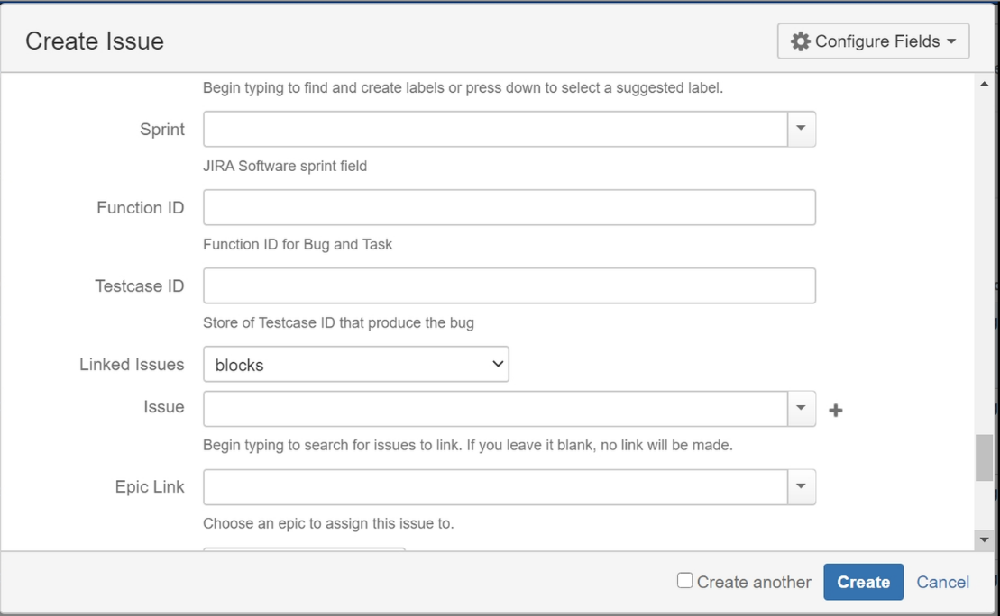 Create Issue
Configure Fields
Begin typing to find and create labels or press down to select a suggested label.
Sprint
JIRA Software sprint field
Function ID
Function ID for Bug and Task
Testcase ID
Store of Testcase ID that produce the bug
Linked Issues blocks
Issue
Begin typing to search for issues to link. If you leave it blank, no link will be made.
Epic Link
Choose an epic to assign this issue to.
Create another Create Cancel